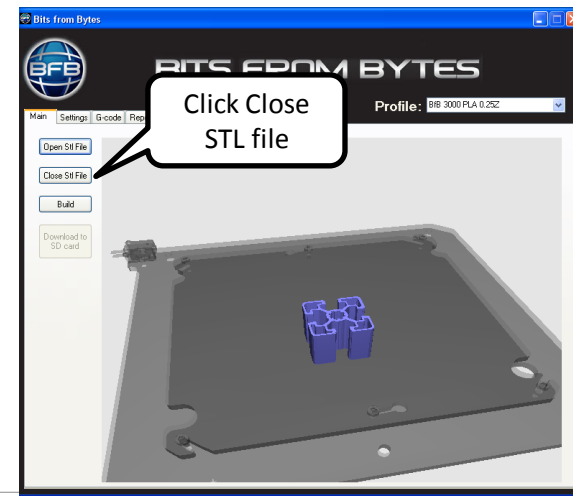 Bits from Bytes
BFB
BITS FROM BYTES
Click Close
STL file
Profile: BfB 3000 PLA 0.25Z
Main Settings G-code
Open Stl File
Close Stl File
Build
Download to
SD card